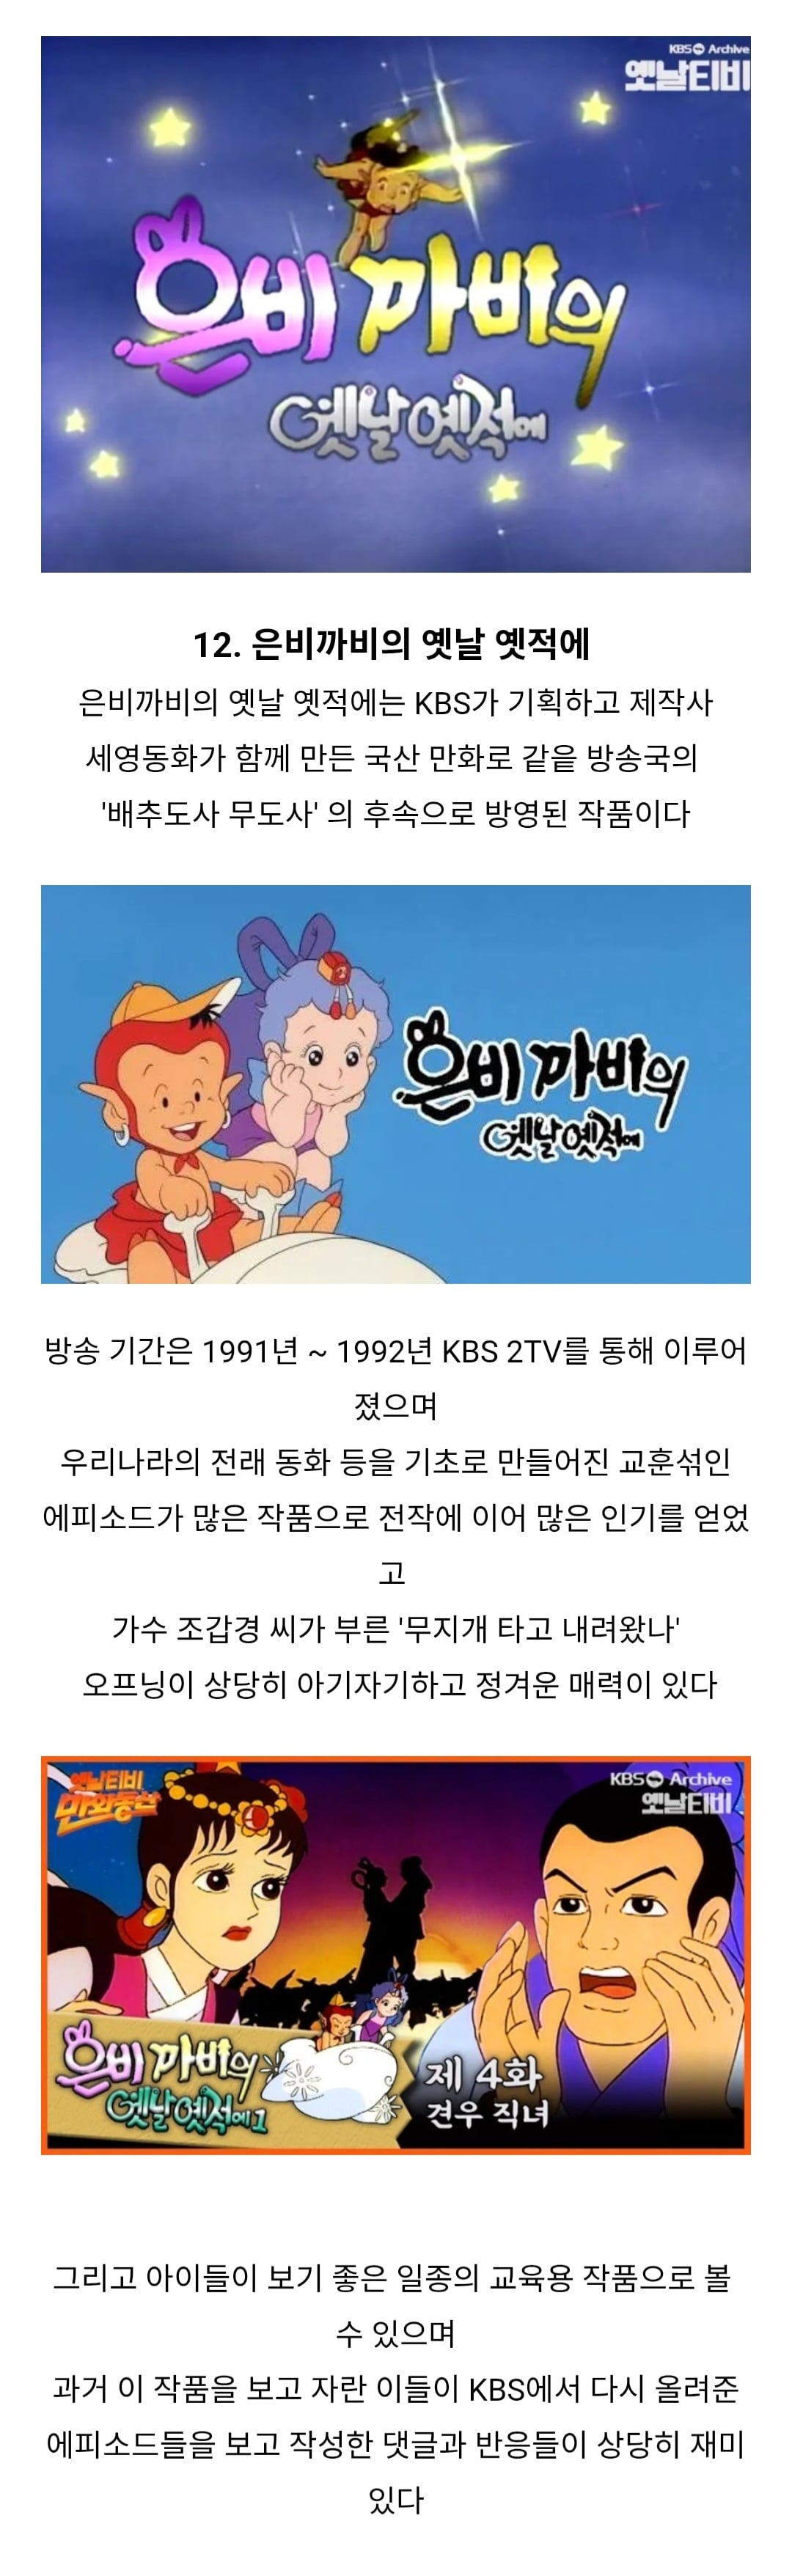 KBS Archive
옛날티비
은비 까비의
옛날 옛적에
12. 은비까비의 옛날 옛적에
은비까비의 옛날 옛적에는 KBS가 기획하고 제작사
세영동화가 함께 만든 국산 만화로 같읕 방송국의
'배추도사 무도사' 의 후속으로 방영된 작품이다
은비 까비의
옛날 옛적에
방송 기간은 1991년 ~ 1992년 KBS 2TV를 통해 이루어
졌으며
우리나라의 전래 동화 등을 기초로 만들어진 교훈섞인
에피소드가 많은 작품으로 전작에 이어 많은 인기를 얻었
고
가수 조갑경 씨가 부른 '무지개 타고 내려왔나'
오프닝이 상당히 아기자기하고 정겨운 매력이 있다
옛날티비
만화동산
KBS Archive
옛날티비
은비 까비의
옛날 옛적에1
제 4화
견우 직녀
그리고 아이들이 보기 좋은 일종의 교육용 작품으로 볼
수 있으며
과거 이 작품을 보고 자란 이들이 KBS에서 다시 올려준
에피소드들을 보고 작성한 댓글과 반응들이 상당히 재미
있다